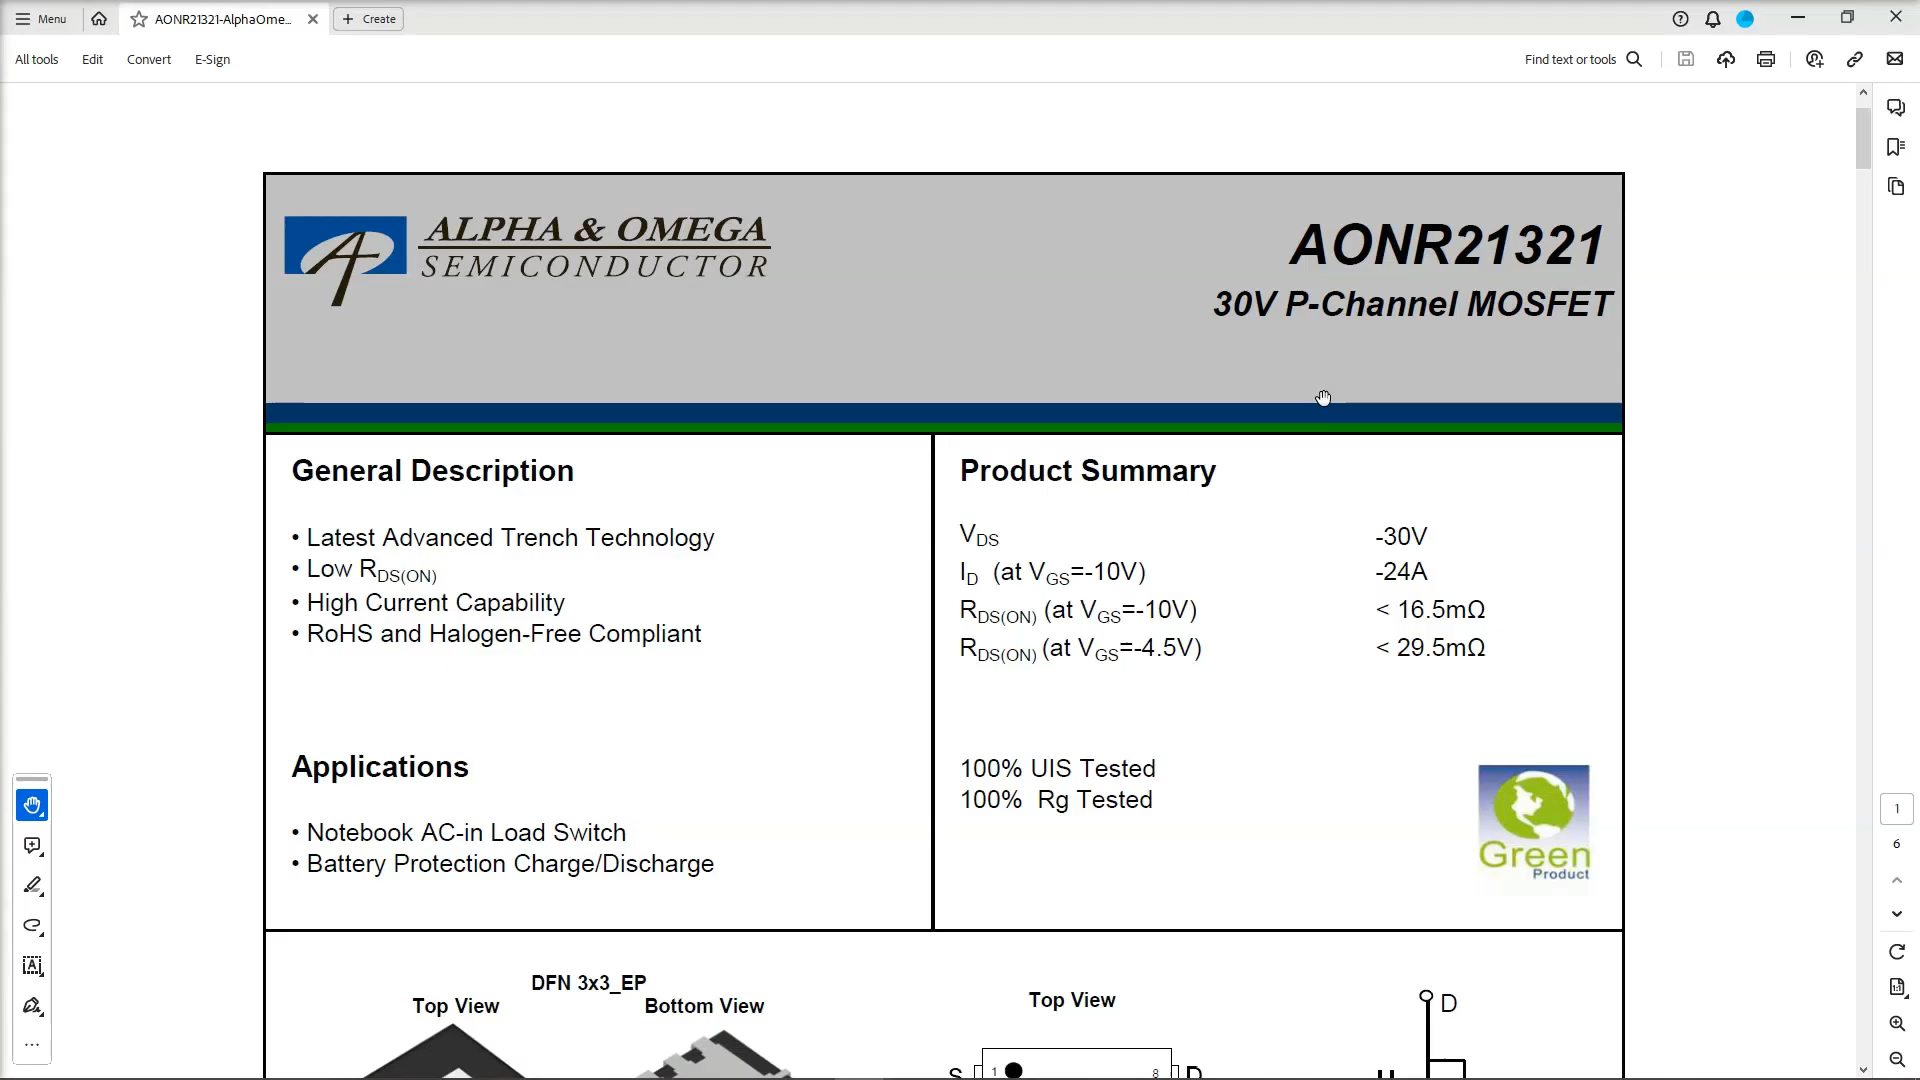 Menu
AONR21321-AlphaOme...
Create
All tools
Edit
Convert
E-Sign
Find text or tools
ALPHA & OMEGA
SEMICONDUCTOR
AONR21321
30V P-Channel MOSFET
General Description
• Latest Advanced Trench Technology
• Low RDS(ON)
• High Current Capability
• RoHS and Halogen-Free Compliant
Applications
• Notebook AC-in Load Switch
• Battery Protection Charge/Discharge
Product Summary
VDS -30V
ID (at VGS=-10V) -24A
RDS(ON) (at VGS=-10V) < 16.5mΩ
RDS(ON) (at VGS=-4.5V) < 29.5mΩ
100% UIS Tested
100% Rg Tested
Green
Product
DFN 3x3_EP
Top View
Bottom View
Top View
D
S 1 8 D
1
6